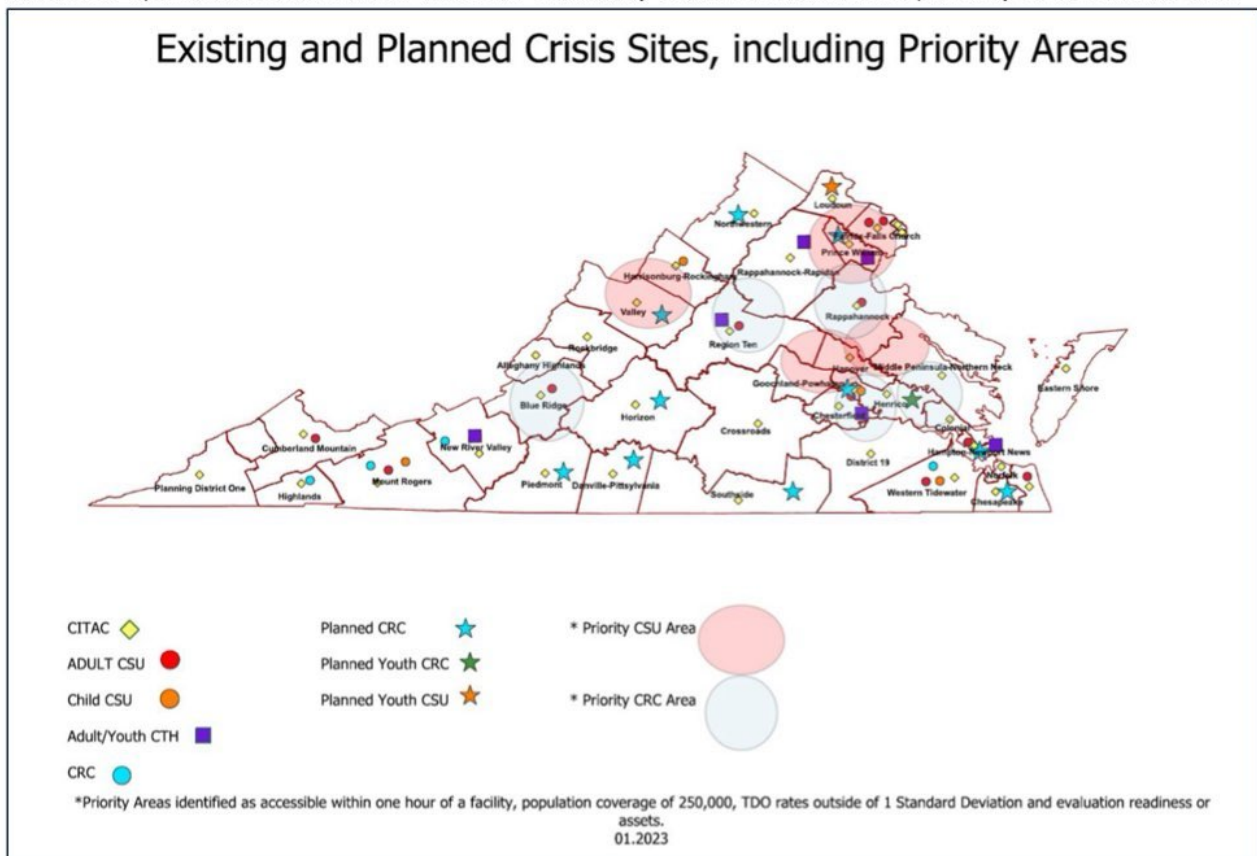 Existing and Planned Crisis Sites, including Priority Areas
Loudoun
Northwestern
Fairfax-Falls Church
Prince William
Harrisonburg-Rockingham
Rappahannock-Rapidan
Valley
Rappahannock
Region Ten
Rockbridge
Alleghany Highlands
Hanover
Middle Peninsula-Northern Neck
Goochland-Powhatan
Eastern Shore
Blue Ridge
Horizon
Chesterfield
Henrico
Crossroads
Colonial
Cumberland Mountain
New River Valley
Hampton-Newport News
District 19
Planning District One
Mount Rogers
Highlands
Piedmont
Danville-Pittsylvania
Southside
Western Tidewater
Norfolk
Chesapeake
CITAC
Planned CRC
* Priority CSU Area
ADULT CSU
Planned Youth CRC
Child CSU
Planned Youth CSU
* Priority CRC Area
Adult/Youth CTH
CRC
*Priority Areas identified as accessible within one hour of a facility, population coverage of 250,000, TDO rates outside of 1 Standard Deviation and evaluation readiness or
assets.
01.2023